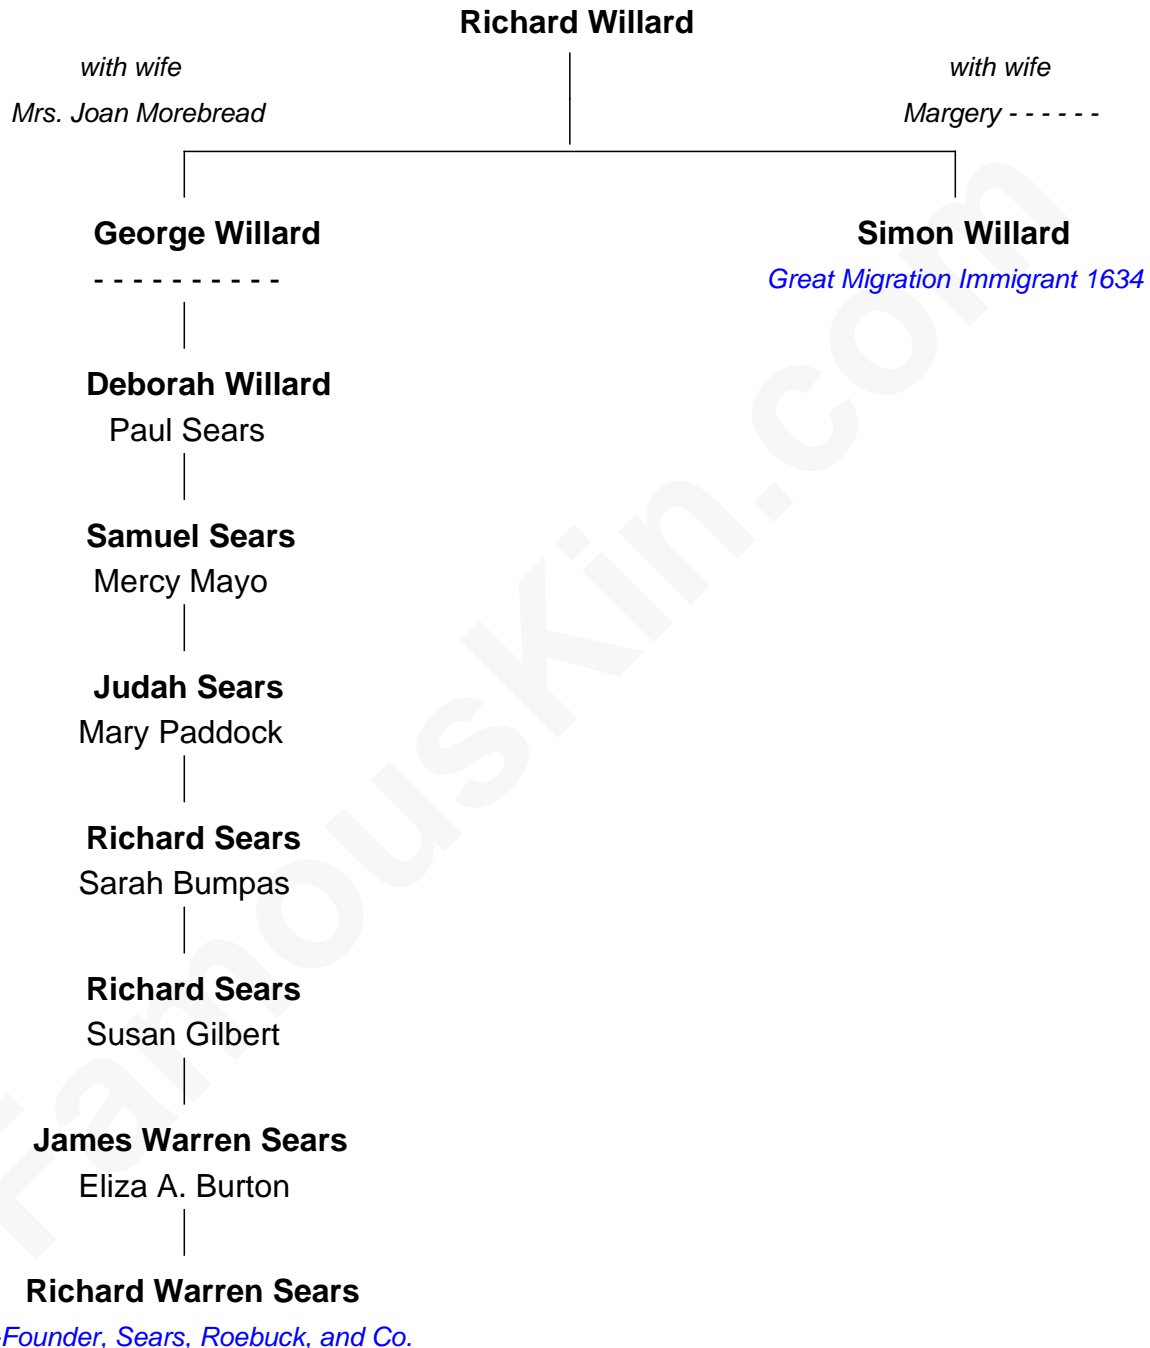 Richard Willard
with wife
Mrs. Joan Morebread
with wife
Margery - - - - - -
George Willard
- - - - - - - - - -
Simon Willard
Great Migration Immigrant 1634
Deborah Willard
Paul Sears
Samuel Sears
Mercy Mayo
Judah Sears
Mary Paddock
Richard Sears
Sarah Bumpas
Richard Sears
Susan Gilbert
James Warren Sears
Eliza A. Burton
Richard Warren Sears
-Founder, Sears, Roebuck, and Co.
FamousKin.com